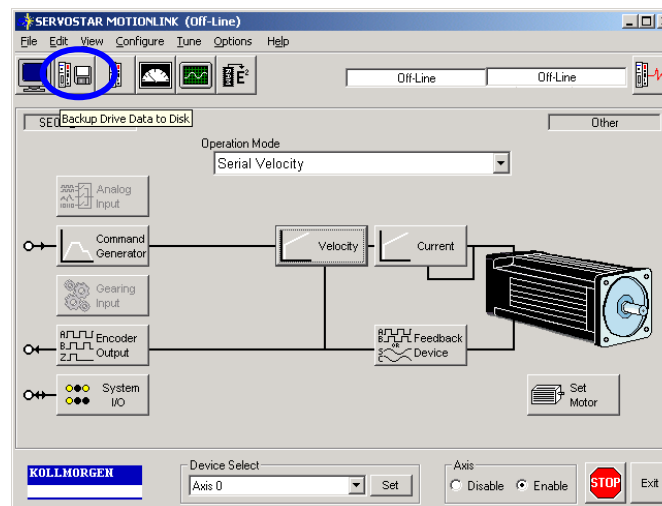 SERVOSTAR MOTIONLINK (Off-Line)
File Edit View Configure Tune Options Help
E²
Off-Line
Off-Line
Backup Drive Data to Disk
Other
Operation Mode
Serial Velocity
Analog
Input
Command
Generator
Velocity
Current
Gearing
Input
Encoder
Output
Feedback
Device
System
I/O
Set
Motor
KOLLMORGEN
Device Select
Axis 0
Set
Axis
Disable
Enable
STOP
Exit